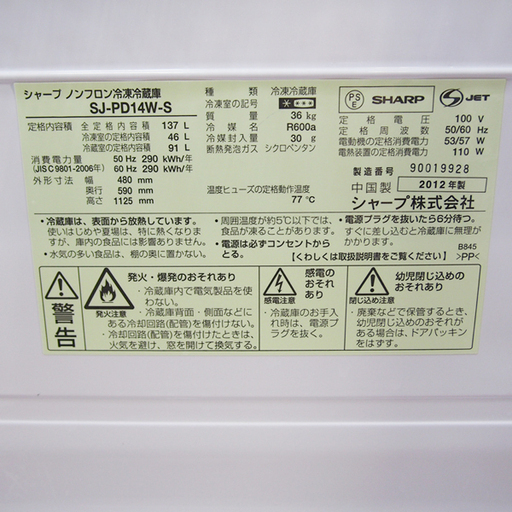 シャープ ノンフロン冷凍冷蔵庫
SJ-PD14W-S
定格内容積 全定格内容積 137 L
冷凍室の定格内容積 46 L
冷蔵室の定格内容積 91 L
消費電力量 50 Hz 290 kWh/年
(JIS C 9801-2006年) 60 Hz 290 kWh/年
外形寸法 幅 480 mm
奥行 590 mm
高さ 1125 mm
種類 冷凍冷蔵庫
冷凍室の記号
質量 36 kg
冷媒名 R600a
冷媒封入量 30 g
断熱発泡ガス シクロペンタン
温度ヒューズの定格動作温度
77 ℃
PS
E
SHARP
S JET
定格電圧 100 V
定格周波数 50/60 Hz
電動機の定格消費電力 53/57 W
電熱装置の定格消費電力 110 W
製造番号 90019928
中国製 2012年製
シャープ株式会社
• 冷蔵庫は、表面から放熱しています。
使いはじめや夏場は、特に熱くなりま
すが、庫内の食品には影響ありません。
• 水気の多い食品は、棚の奥に置かない。
• 周囲温度が約5℃以下では、
食品が凍ることがあります。
• 電源は必ずコンセントから
とる。
• 電源プラグを抜いたら6分待つ。
すぐに差し込むと冷蔵庫に無理が
かかります。
B845
【くわしくは取扱説明書をご覧ください】 >PP<
警告
発火注意
発火・爆発のおそれあり
• 冷蔵庫内で電気製品を使
わない。
• 冷蔵庫背面・側面などに
ある冷却回路(配管)を傷付けない。
• 冷却回路(配管)を傷付けたときは、
火気を避け、窓を開けて換気する。
感電注意
感電の
おそれあり
• 冷蔵庫のお手入
れ時は、電源プ
ラグを抜く。
閉じ込め注意
幼児閉じ込めの
おそれあり
• 廃棄などで保管するとき、
幼児閉じ込めのおそれが
ある場合は、ドアパッキン
をはずす。